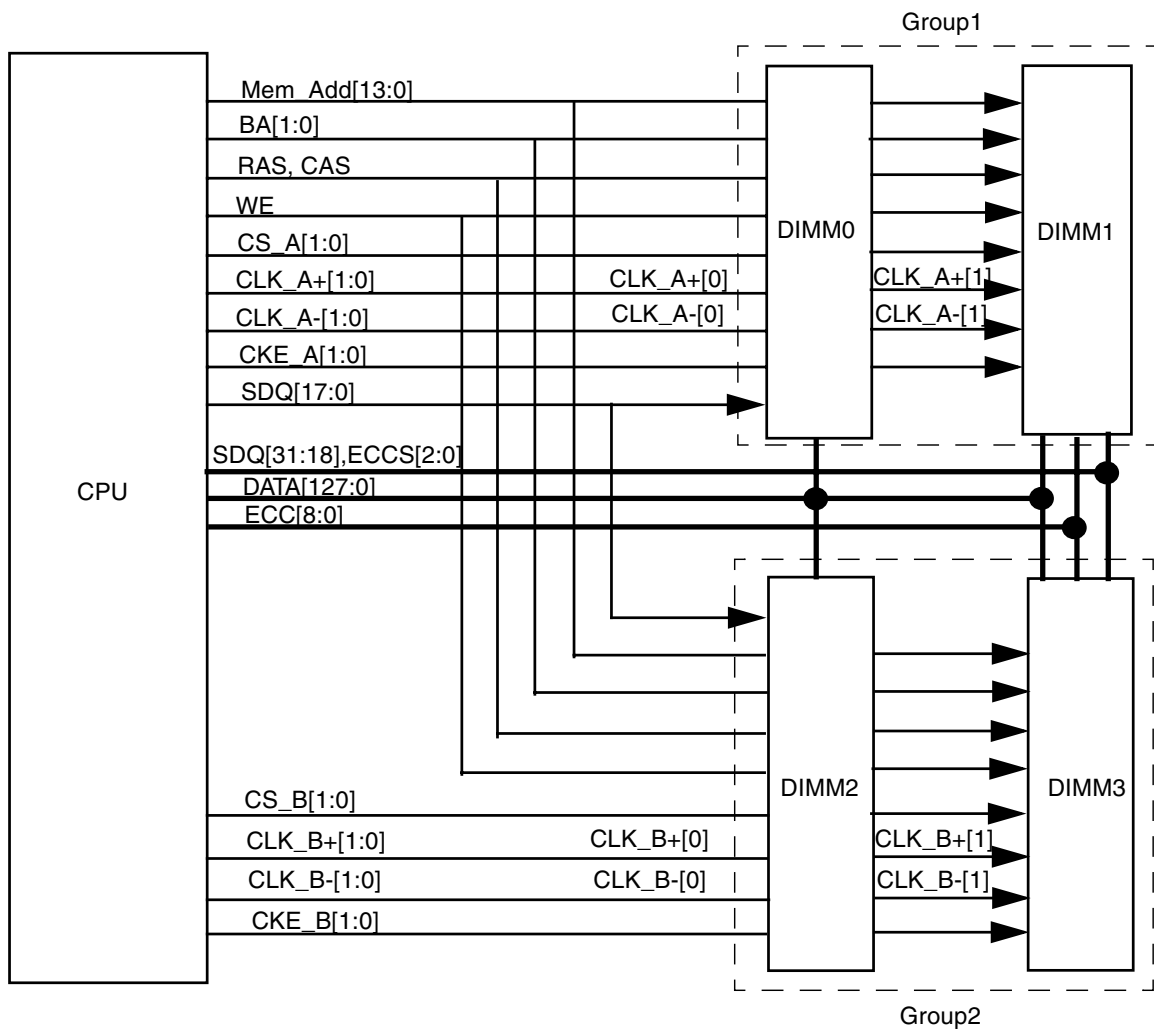 Group1
Mem_Add[13:0]
BA[1:0]
RAS, CAS
WE
CS_A[1:0]
CLK_A+[1:0]
CLK_A+[0]
CLK_A+[1]
CLK_A-[1:0]
CLK_A-[0]
CLK_A-[1]
CKE_A[1:0]
SDQ[17:0]
DIMM0
DIMM1
SDQ[31:18],ECCS[2:0]
DATA[127:0]
ECC[8:0]
CPU
DIMM2
DIMM3
CS_B[1:0]
CLK_B+[1:0]
CLK_B+[0]
CLK_B+[1]
CLK_B-[1:0]
CLK_B-[0]
CLK_B-[1]
CKE_B[1:0]
Group2